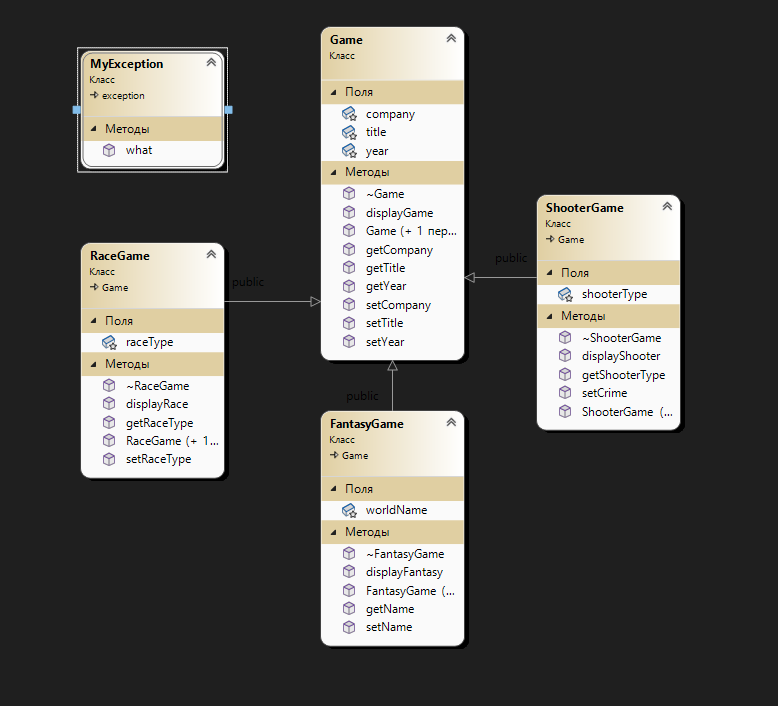 MyException
Класс
exception
Методы
what
Game
Класс
Поля
company
title
year
Методы
~Game
displayGame
Game (+ 1 пер...
getCompany
getTitle
getYear
setCompany
setTitle
setYear
ShooterGame
Класс
Game
Поля
shooterType
Методы
~ShooterGame
displayShooter
getShooterType
setCrime
ShooterGame (...
public
RaceGame
Класс
Game
Поля
raceType
Методы
~RaceGame
displayRace
getRaceType
RaceGame (+ 1...
setRaceType
public
public
FantasyGame
Класс
Game
Поля
worldName
Методы
~FantasyGame
displayFantasy
FantasyGame (...
getName
setName